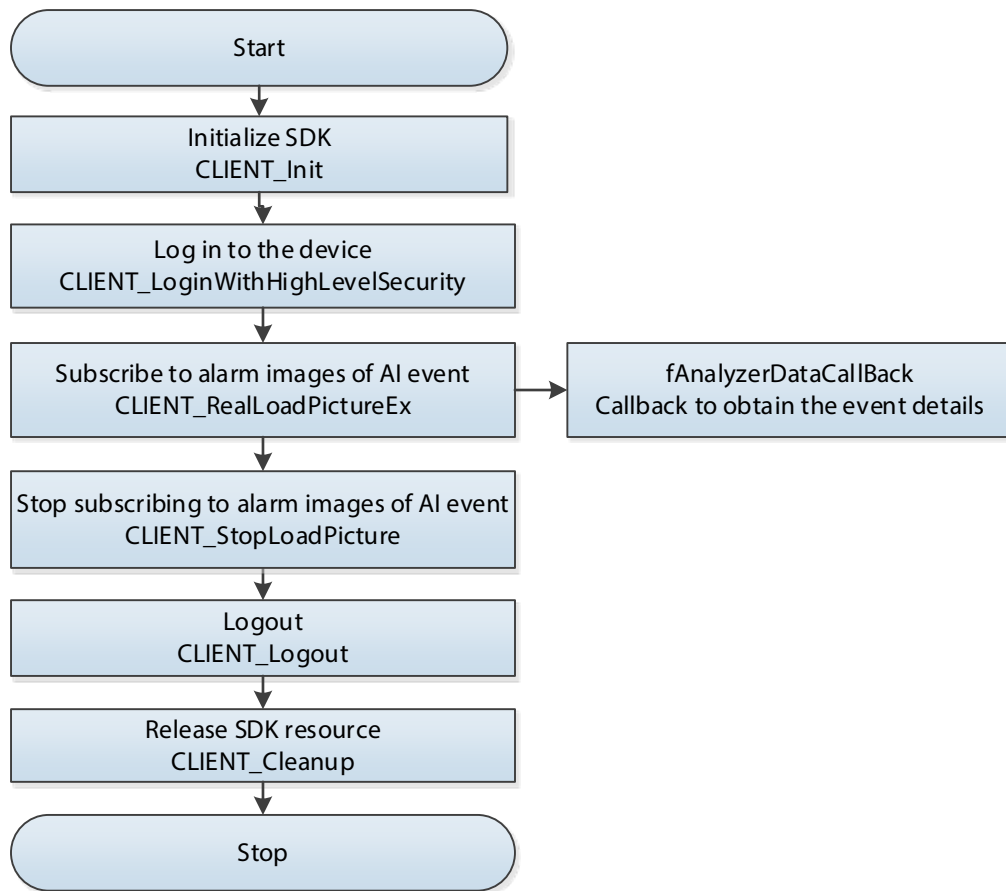 Start
Initialize SDK
CLIENT_Init
Log in to the device
CLIENT_LoginWithHighLevelSecurity
Subscribe to alarm images of AI event
CLIENT_RealLoadPictureEx
fAnalyzerDataCallBack
Callback to obtain the event details
Stop subscribing to alarm images of AI event
CLIENT_StopLoadPicture
Logout
CLIENT_Logout
Release SDK resource
CLIENT_Cleanup
Stop